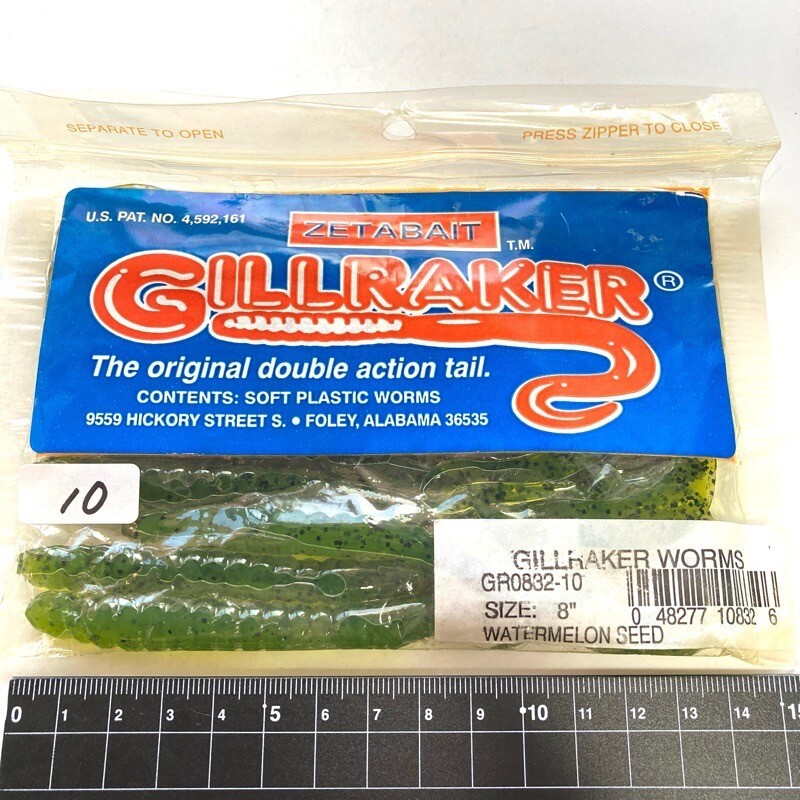 SEPARATE TO OPEN
PRESS ZIPPER TO CLOSE
U.S. PAT. NO. 4,592,161
ZETABAIT T.M.
GILLRAKER ®
The original double action tail.
CONTENTS: SOFT PLASTIC WORMS
9559 HICKORY STREET S. • FOLEY, ALABAMA 36535
10
GILLRAKER WORMS
GR0832-10
SIZE: 8"
0 48277 10832 6
WATERMELON SEED
0 1 2 3 4 5 6 7 8 9 10 11 12 13 14 15